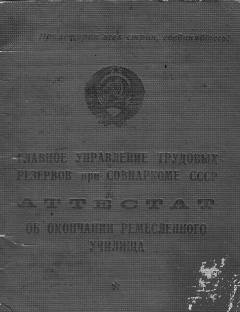 Пролетарии всех стран, соединяйтесь!
ГЛАВНОЕ УПРАВЛЕНИЕ ТРУДОВЫХ
РЕЗЕРВОВ при СОВНАРКОМЕ СССР
АТТЕСТАТ
ОБ ОКОНЧАНИИ РЕМЕСЛЕННОГО
УЧИЛИЩА